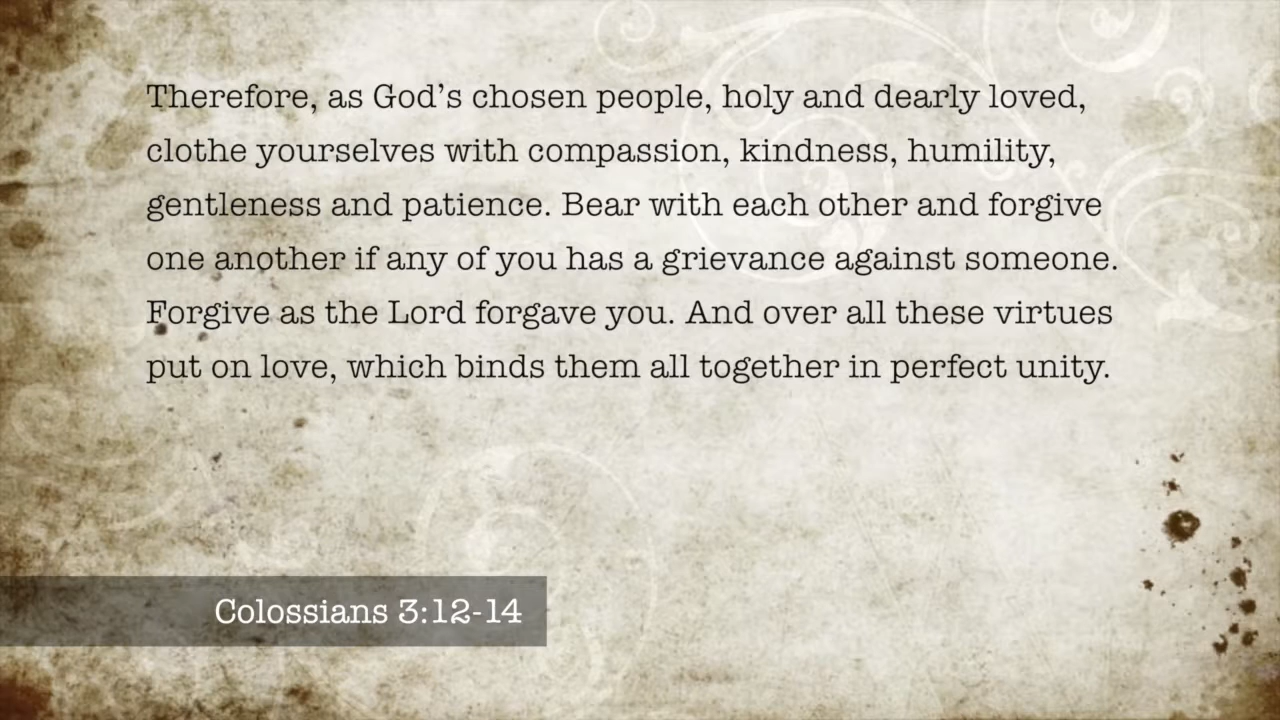 Therefore, as God’s chosen people, holy and dearly loved,
clothe yourselves with compassion, kindness, humility,
gentleness and patience. Bear with each other and forgive
one another if any of you has a grievance against someone.
Forgive as the Lord forgave you. And over all these virtues
put on love, which binds them all together in perfect unity.
Colossians 3:12-14